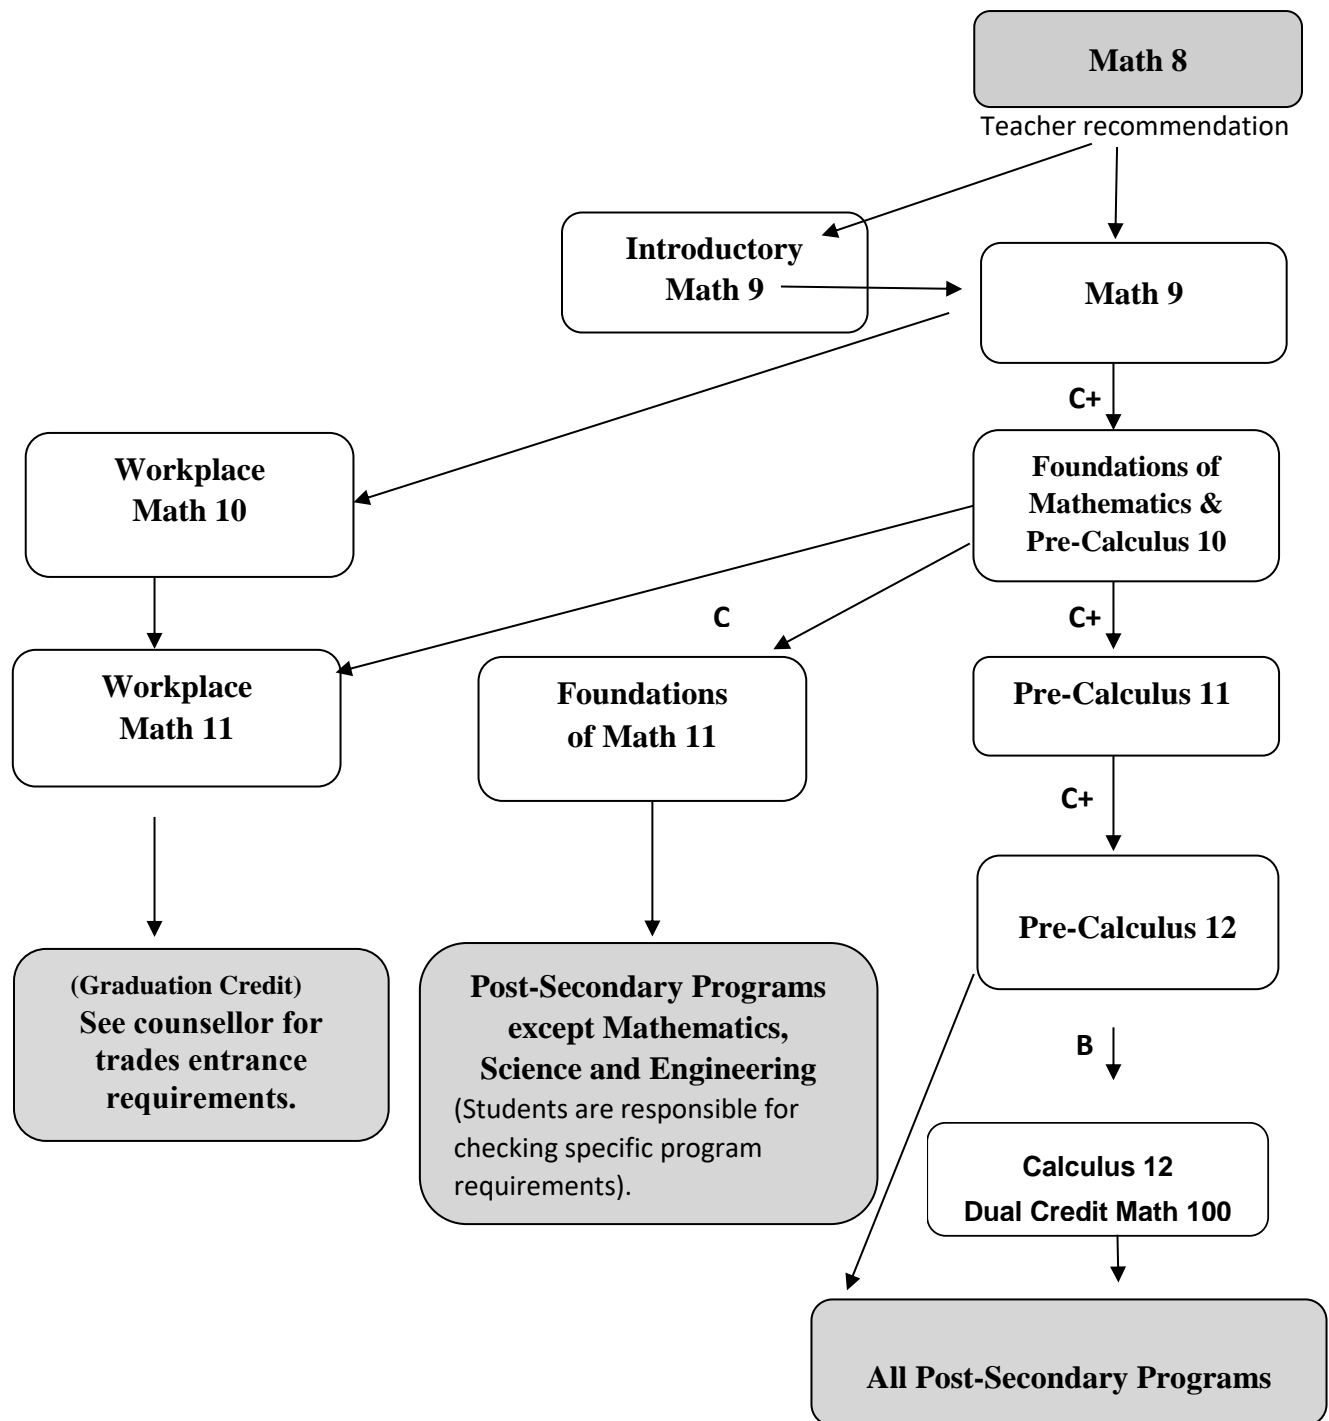 Math 8
Teacher recommendation
Introductory
Math 9
Math 9
C+
Workplace
Math 10
Foundations of
Mathematics &
Pre-Calculus 10
C
C+
Workplace
Math 11
Foundations
of Math 11
Pre-Calculus 11
C+
Pre-Calculus 12
(Graduation Credit)
See counsellor for
trades entrance
requirements.
Post-Secondary Programs
except Mathematics,
Science and Engineering
(Students are responsible for
checking specific program
requirements).
B
Calculus 12
Dual Credit Math 100
All Post-Secondary Programs